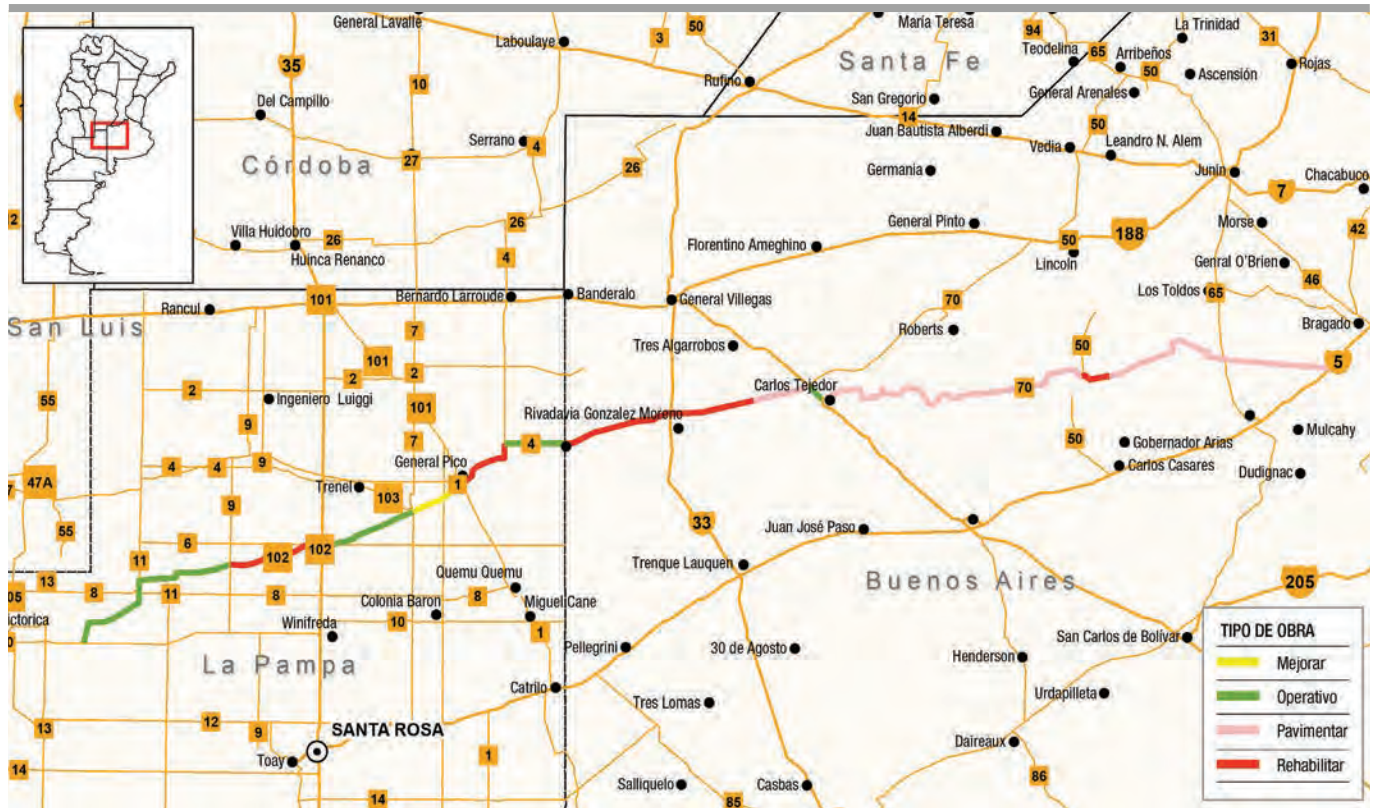 General Lavalle
50
María Teresa
94
La Trinidad
35
Laboulaye
3
Santa Fe
Teodelina
65
Arribeños
31
Rojas
10
Rufino
50
Ascensión
Del Campillo
San Gregorio
General Arenales
14
Juan Bautista Alberdi
50
Leandro N. Alem
Serrano
4
Vedia
Córdoba
27
26
Germania
Junín
7
Chacabuco
2
Villa Huidobro
26
26
General Pinto
Morse
42
Huinca Renanco
4
Florentino Ameghino
50
188
Lincoln
Genral O'Brien
46
101
Bernardo Larroude
Banderalo
General Villegas
70
Los Toldos
65
Rancul
San Luis
7
Roberts
Bragado
101
Tres Algarrobos
50
5
2
2
2
Carlos Tejedor
70
55
Ingeniero Luiggi
101
Rivadavia Gonzalez Moreno
9
7
4
50
Gobernador Arias
Mulcahy
4
4
9
General Pico
Carlos Casares
Dudignac
47A
Trenel
103
1
9
33
Juan José Paso
55
6
102
102
11
Trenque Lauquen
13
8
11
8
Quemu Quemu
8
Buenos Aires
205
05
ictorica
Colonia Baron
10
Miguel Cane
Winifreda
1
Pellegrini
30 de Agosto
San Carlos de Bolívar
TIPO DE OBRA
La Pampa
Henderson
Mejorar
Catrilo
Tres Lomas
Urdapilleta
Operativo
12
SANTA ROSA
Pavimentar
13
9
Toay
1
Daireaux
Rehabilitar
14
14
Salliquelo
85
Casbas
86